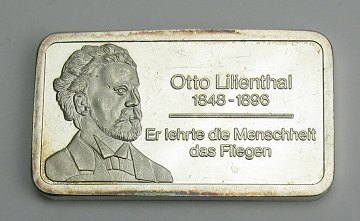 Otto Lilienthal
1848-1896
Er lehrte die Menschheit
das Fliegen